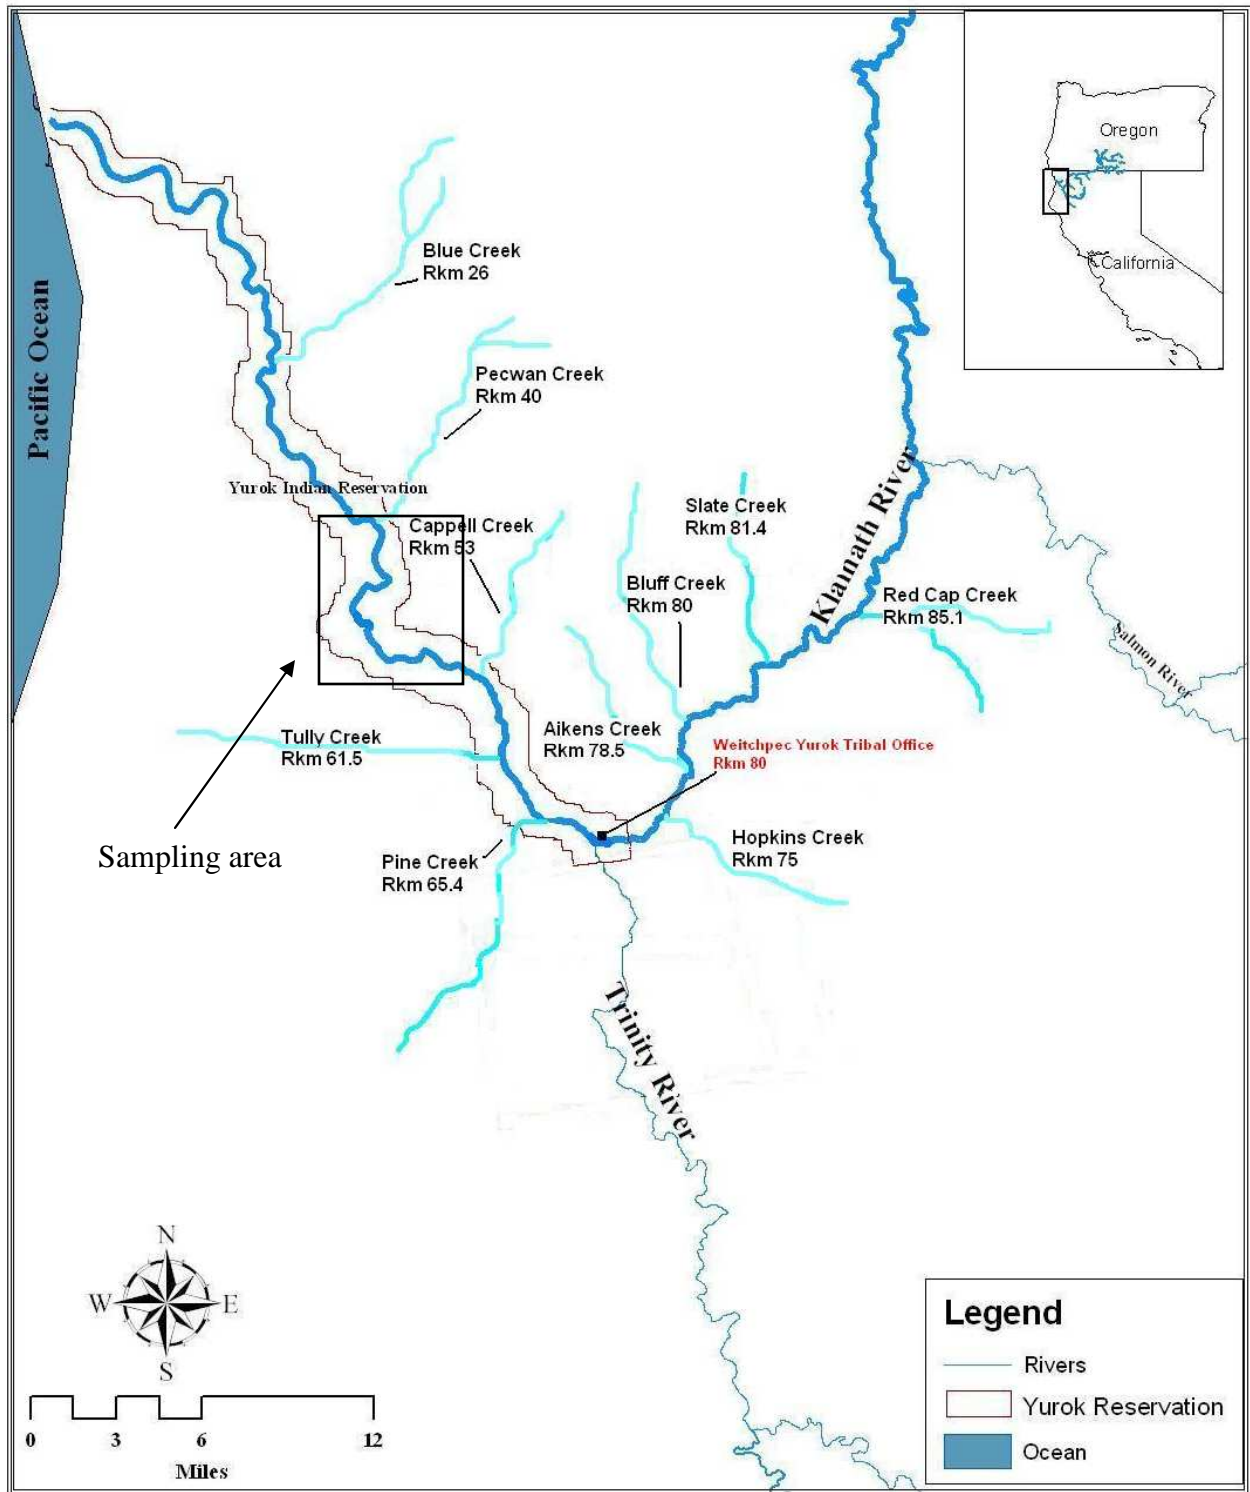 Oregon
California
Pacific Ocean
Blue Creek
Rkm 26
Pecwan Creek
Rkm 40
Yurok Indian Reservation
Cappell Creek
Rkm 53
Slate Creek
Rkm 81.4
Bluff Creek
Rkm 80
Klamath River
Red Cap Creek
Rkm 85.1
Salmon River
Tully Creek
Rkm 61.5
Aikens Creek
Rkm 78.5
Weitchpec Yurok Tribal Office
Rkm 80
Sampling area
Pine Creek
Rkm 65.4
Hopkins Creek
Rkm 75
Trinity River
N
W
E
S
0 3 6 12
Miles
Legend
Rivers
Yurok Reservation
Ocean